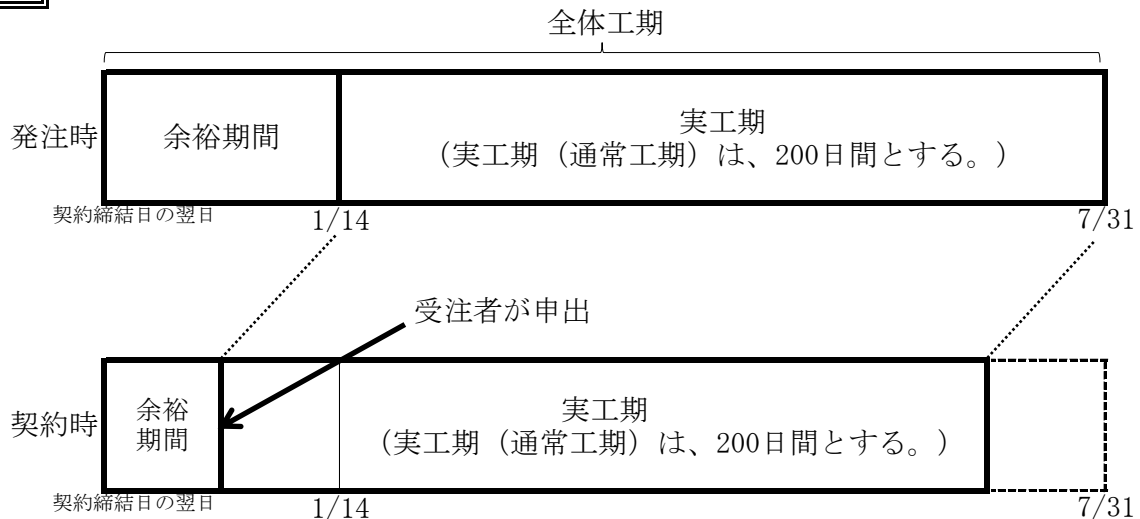 全体工期
発注時
余裕期間
実工期
(実工期(通常工期)は、200日間とする。)
契約締結日の翌日
1/14
7/31
受注者が申出
契約時
余裕
期間
実工期
(実工期(通常工期)は、200日間とする。)
契約締結日の翌日
1/14
7/31